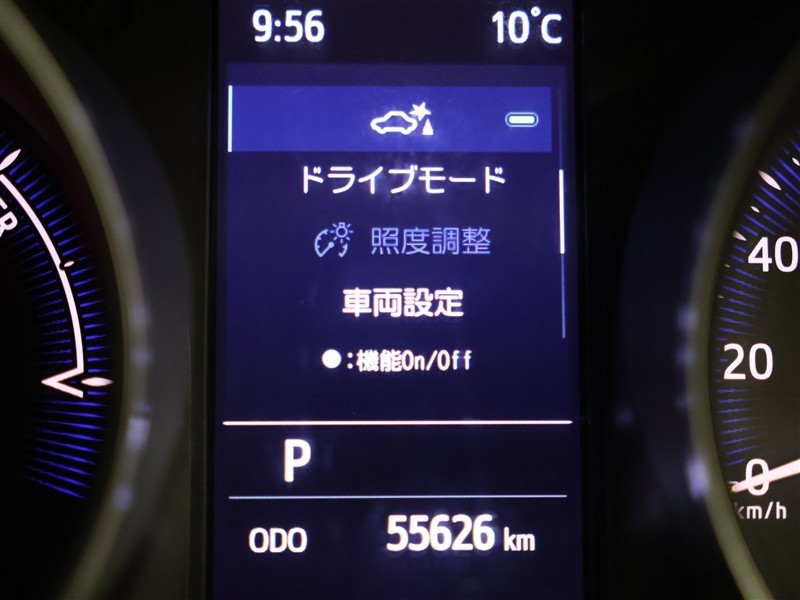 9:56 10°C
ドライブモード
照度調整
車両設定
●:機能On/Off
P
ODO 55626 km
40
20
0
km/h